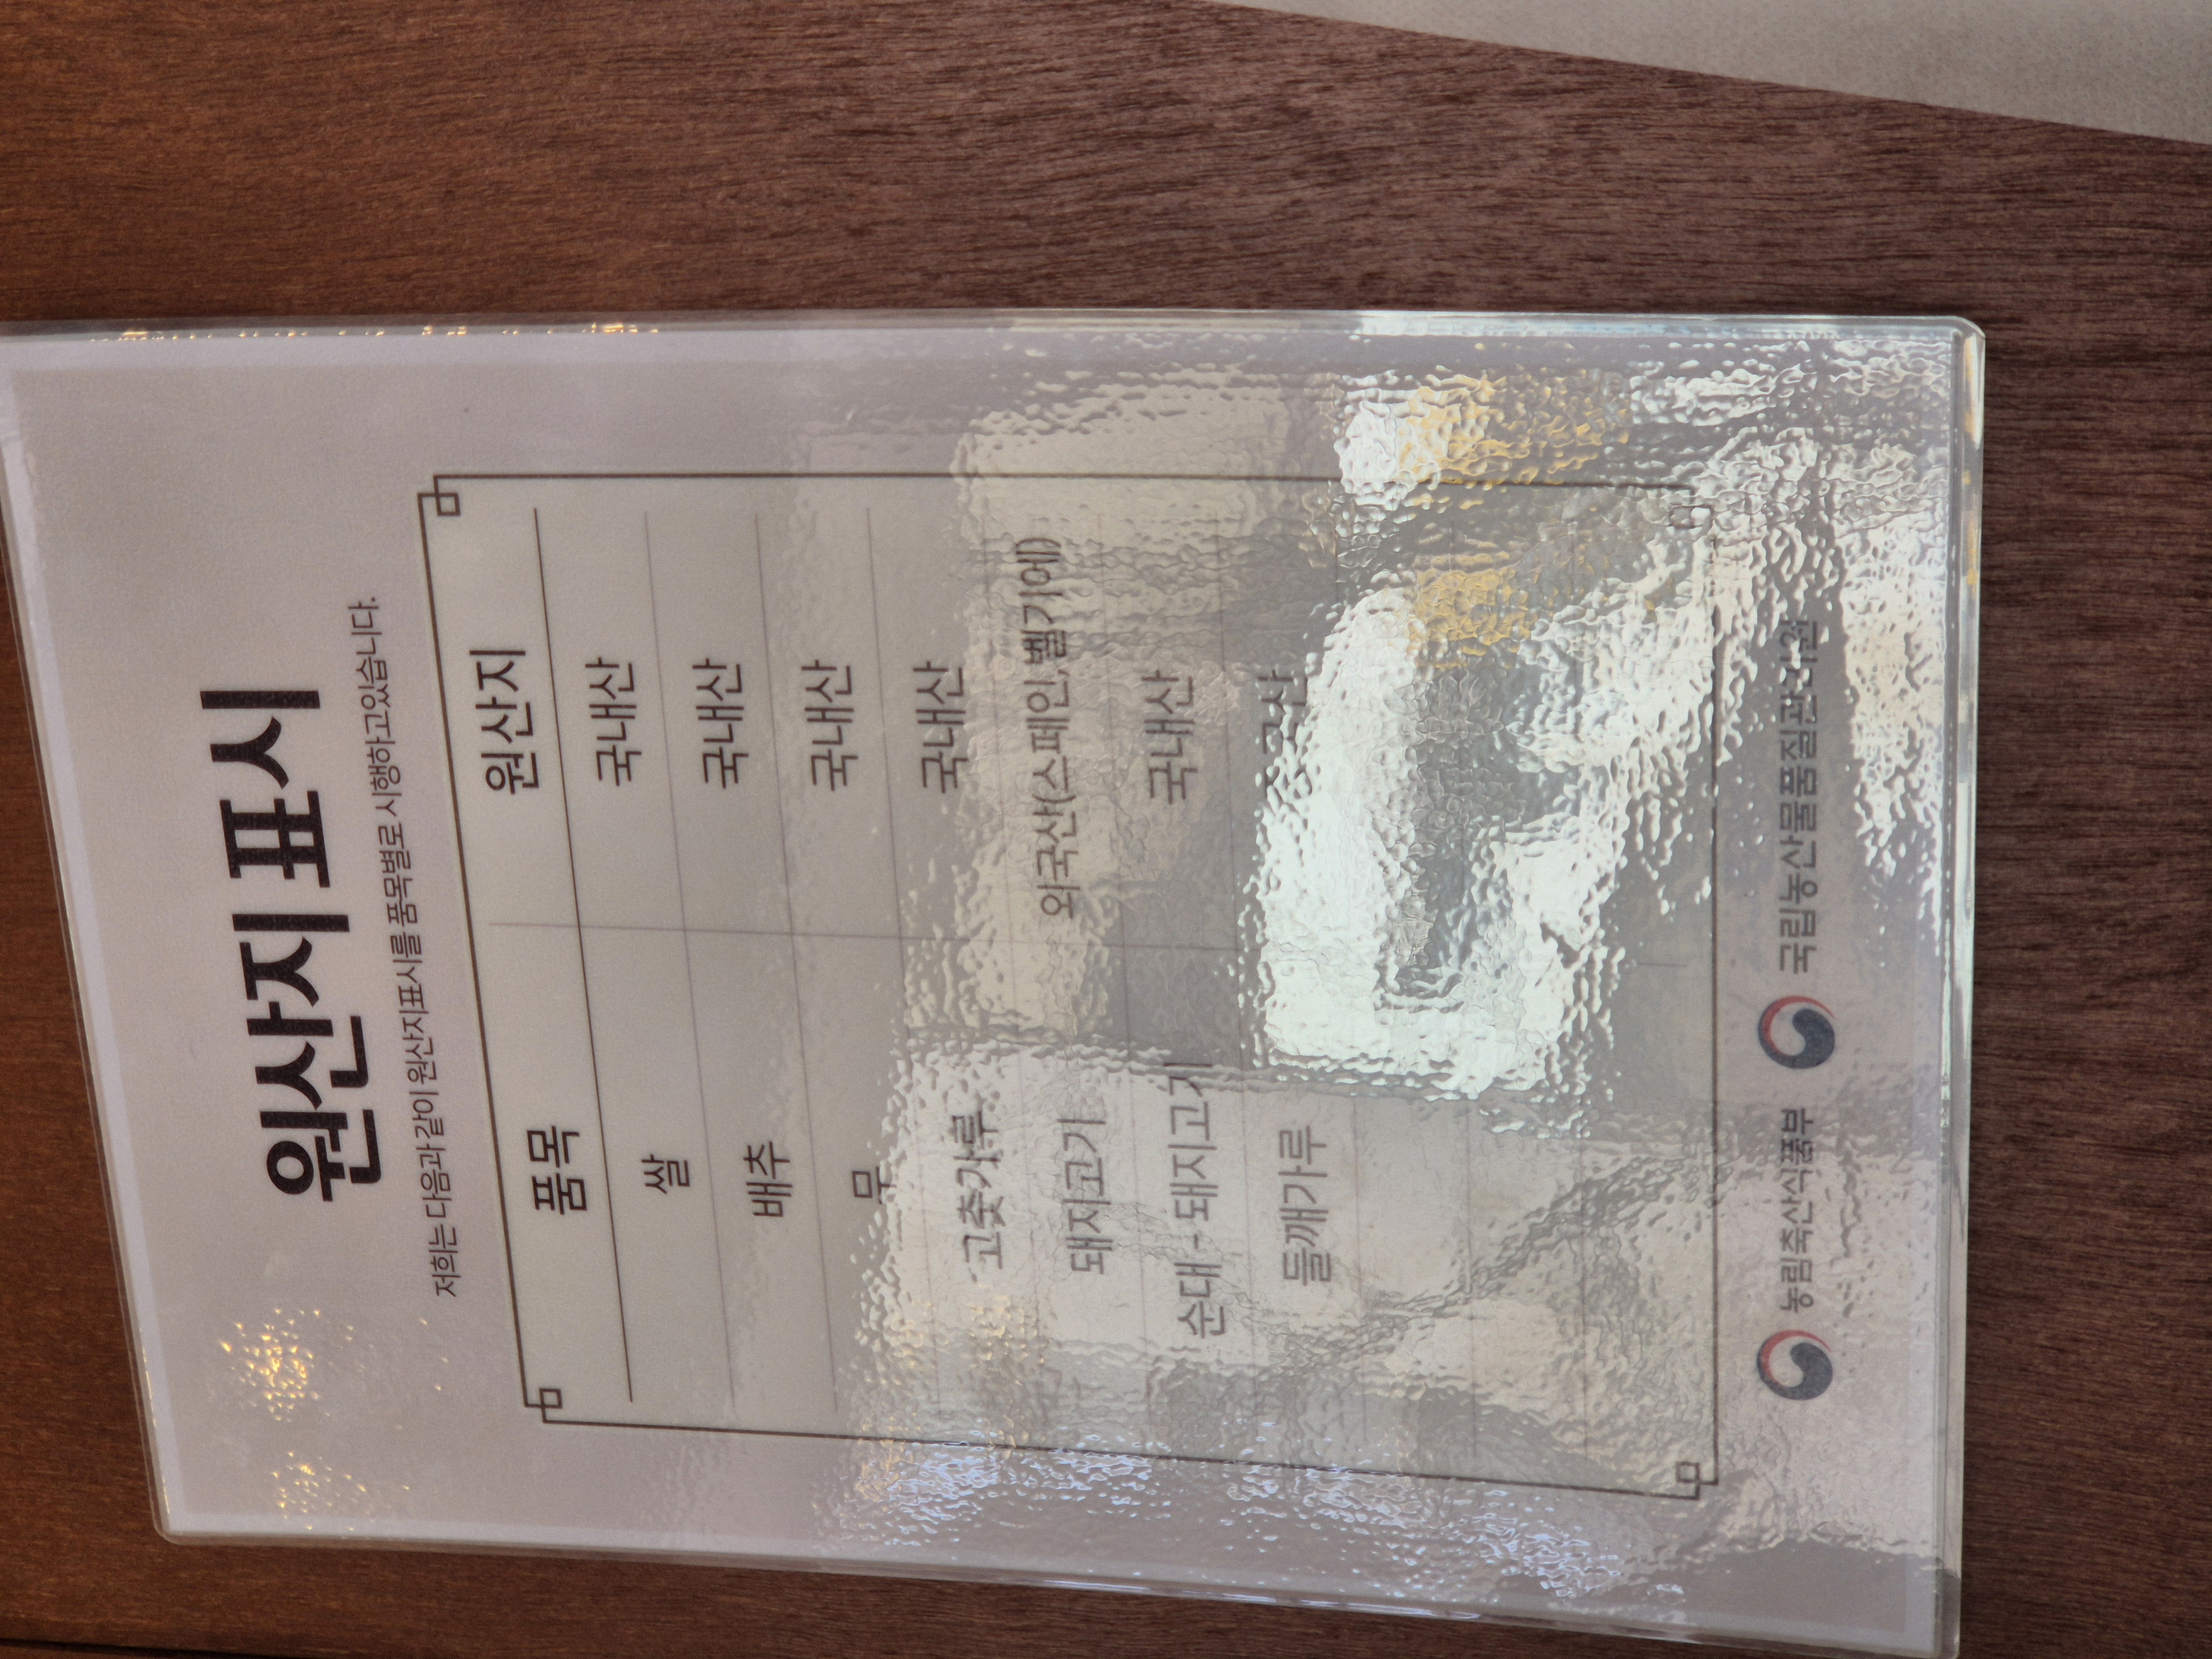 원산지 표시
저희는 다음과 같이 원산지표시를 품목별로 시행하고있습니다.
품목 원산지
쌀 국내산
배추 국내산
무 국내산
고춧가루 국내산
돼지고기 외국산(스페인,벨기에)
순대 - 돼지고기 국내산
들깨가루
농림축산식품부 국립농산물품질관리원